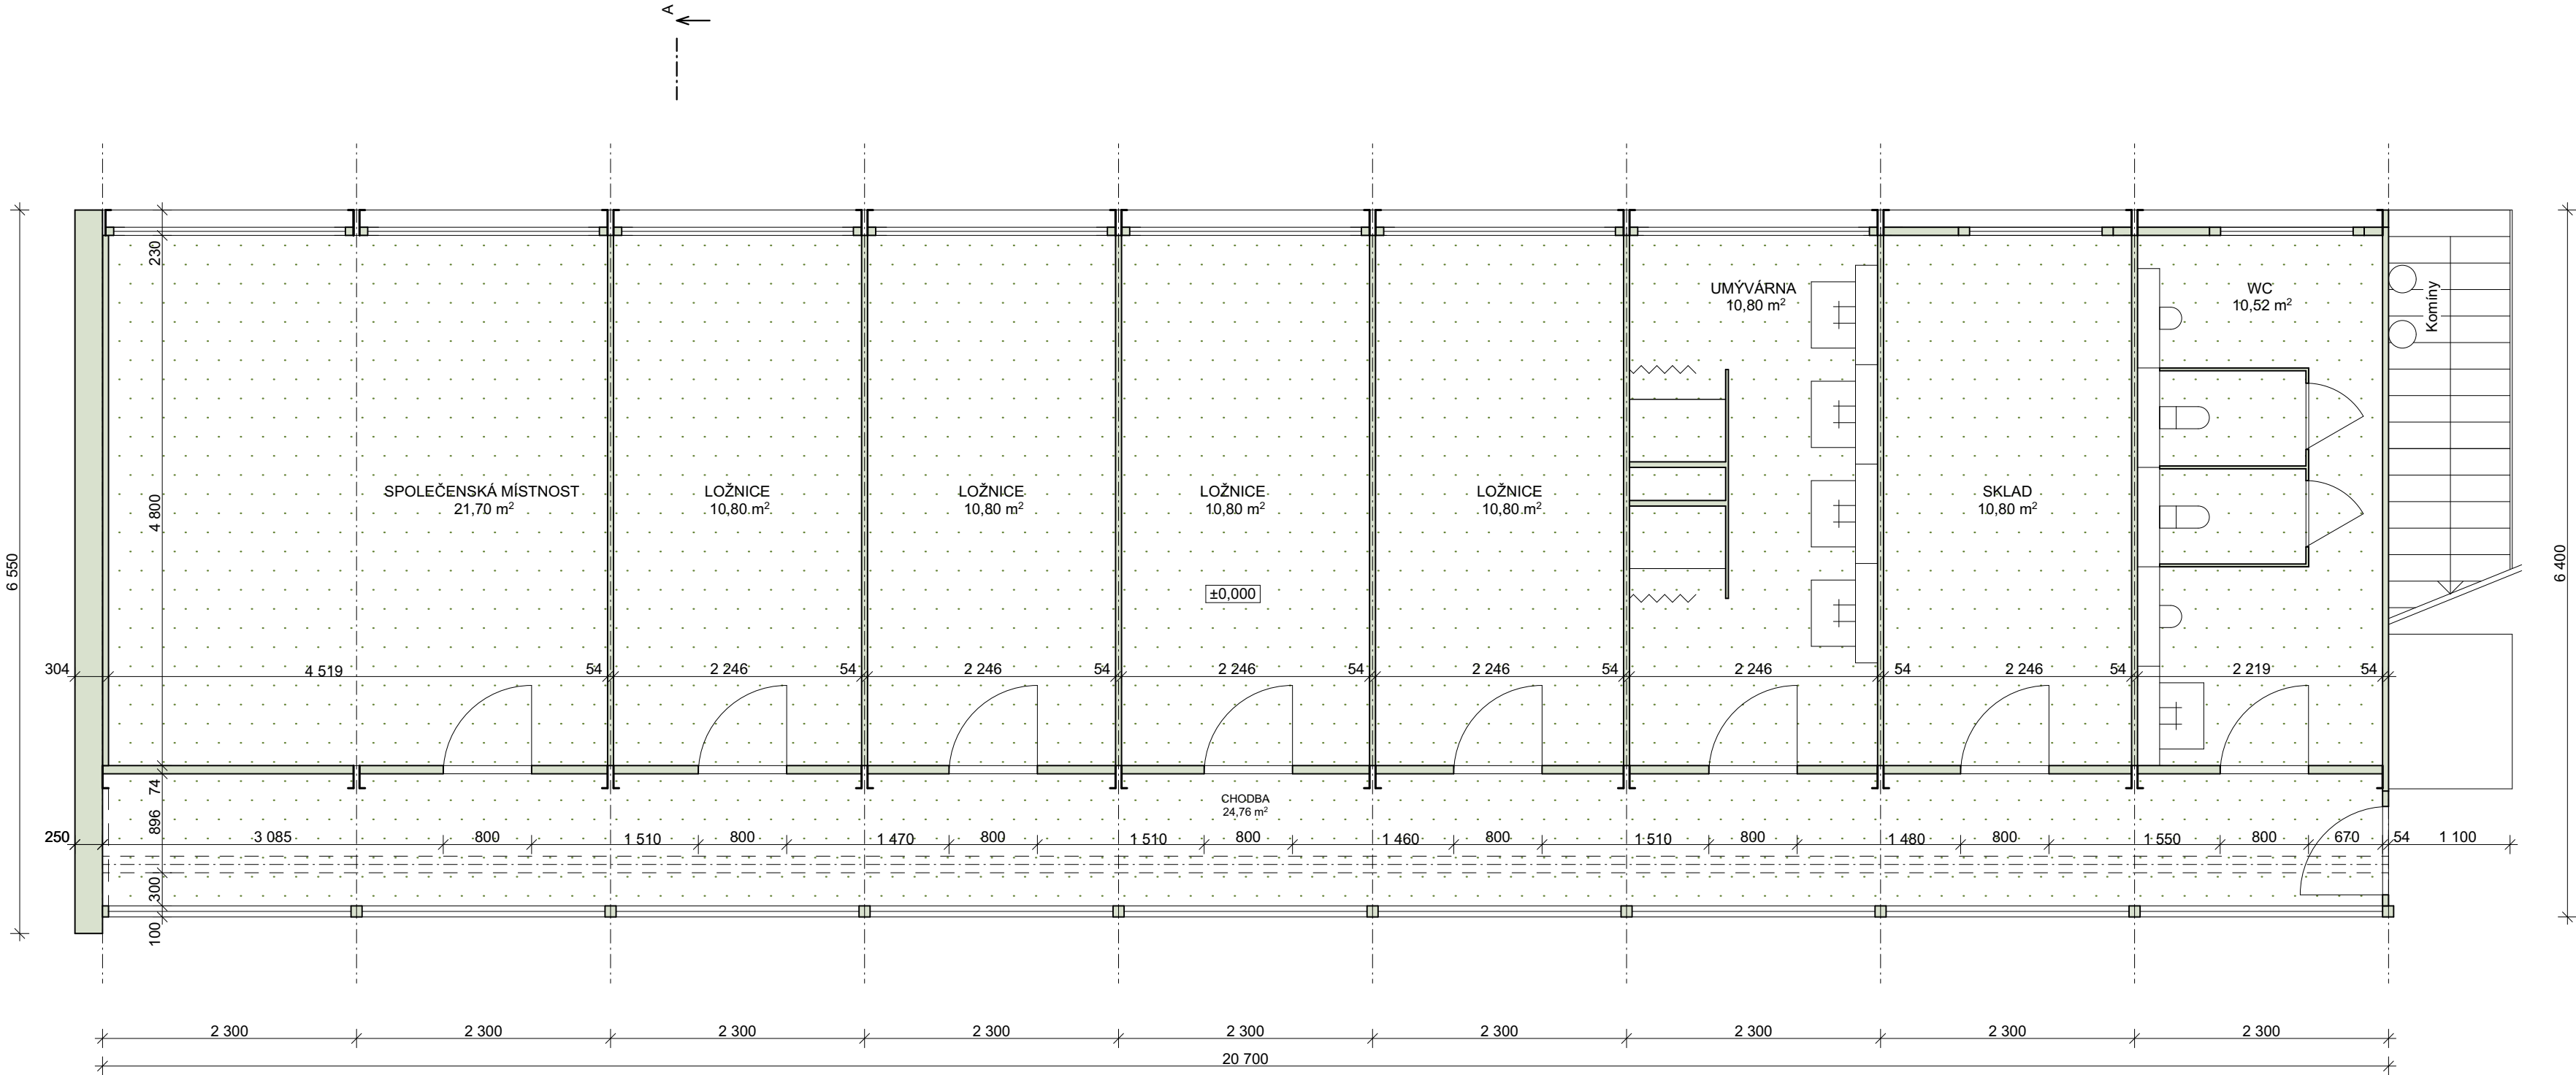 A
230
UMÝVÁRNA
10,80 m²
WC
10,52 m²
Komíny
SPOLEČENSKÁ MÍSTNOST
21,70 m²
LOŽNICE
10,80 m²
LOŽNICE
10,80 m²
LOŽNICE
10,80 m²
LOŽNICE
10,80 m²
SKLAD
10,80 m²
4 800
6 550
6 400
±0,000
304
4 519
54
2 246
54
2 246
54
2 246
54
2 246
54
2 246
54
2 246
54
2 219
54
74
CHODBA
24,76 m²
896
250
3 085
800
1 510
800
1 470
800
1 510
800
1 460
800
1 510
800
1 480
800
1 550
800
670
54
1 100
300
100
2 300
2 300
2 300
2 300
2 300
2 300
2 300
2 300
2 300
20 700